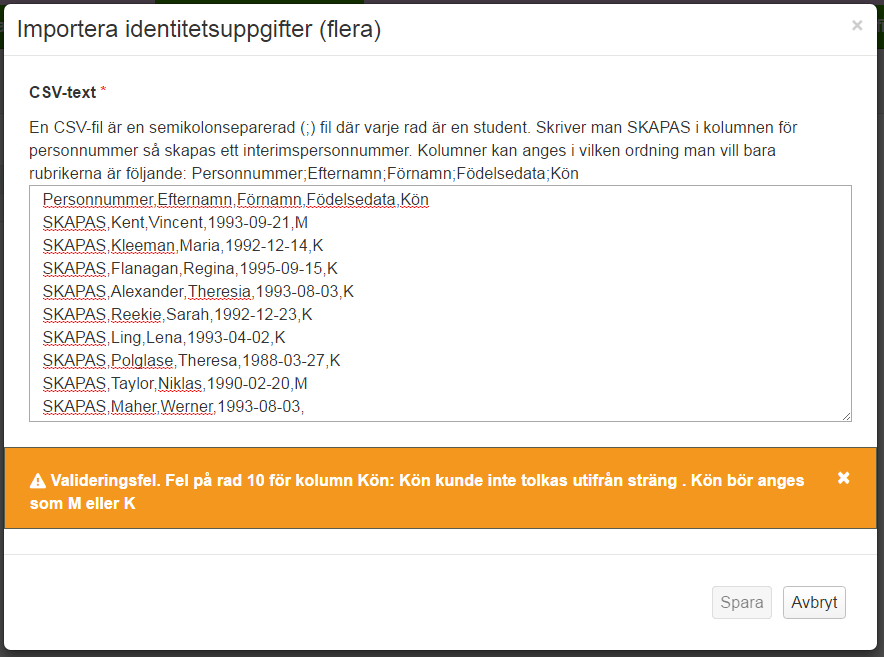 Importera identitetsuppgifter (flera)
×
CSV-text *
En CSV-fil är en semikolonseparerad (;) fil där varje rad är en student. Skriver man SKAPAS i kolumnen för
personnummer så skapas ett interimspersonnummer. Kolumner kan anges i vilken ordning man vill bara
rubrikerna är följande: Personnummer;Efternamn;Förnamn;Födelsedata;Kön
Personnummer,Efternamn,Förnamn,Födelsedata,Kön
SKAPAS,Kent,Vincent,1993-09-21,M
SKAPAS,Kleeman,Maria,1992-12-14,K
SKAPAS,Flanagan,Regina,1995-09-15,K
SKAPAS,Alexander,Theresia,1993-08-03,K
SKAPAS,Reekie,Sarah,1992-12-23,K
SKAPAS,Ling,Lena,1993-04-02,K
SKAPAS,Polglase,Theresa,1988-03-27,K
SKAPAS,Taylor,Niklas,1990-02-20,M
SKAPAS,Maher,Werner,1993-08-03,
Valideringsfel. Fel på rad 10 för kolumn Kön: Kön kunde inte tolkas utifrån sträng . Kön bör anges
som M eller K
Spara
Avbryt